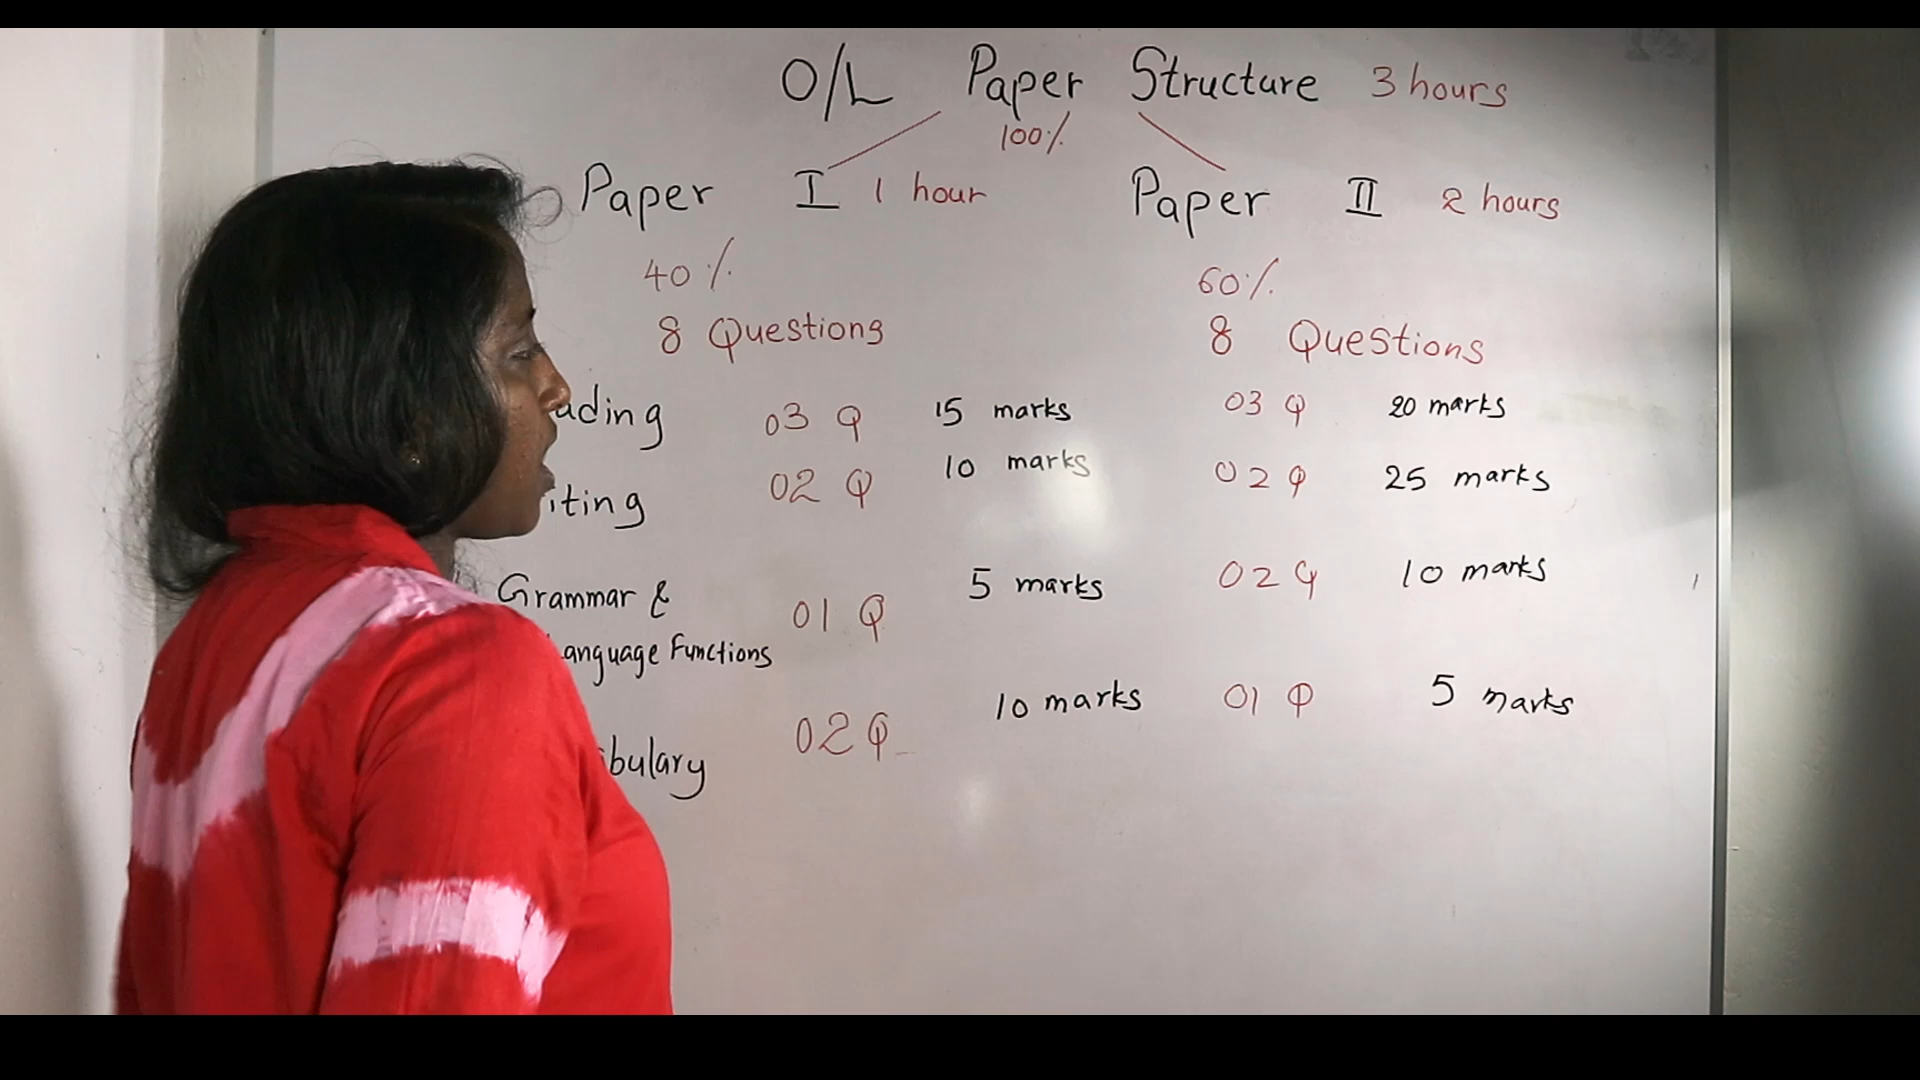 O/L Paper Structure 3 hours
100%
Paper I 1 hour Paper II 2 hours
40% 60%
8 Questions 8 Questions
ading 03 Q 15 marks 03 Q 20 marks
iting 02 Q 10 marks 02 Q 25 marks
Grammar & 01 Q 5 marks 02 Q 10 marks
anguage Functions
bulary 02 Q 10 marks 01 Q 5 marks